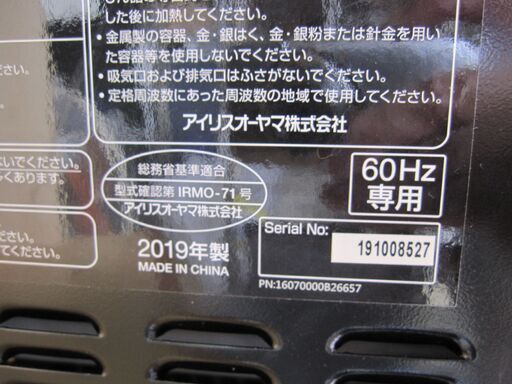 した後に加熱してください。
・金属製の容器、金・銀はく、金・銀粉または針金を用い
た容器等を使用しないでください。
・吸気口および排気口はふさがないでください。
・定格周波数にあった周波数の地域で使用してください。
アイリスオーヤマ株式会社
ださい。
ないでください。
くあります。
ださい。
てください。
総務省基準適合
型式確認第 IRMO-71 号
アイリスオーヤマ株式会社
60Hz
専用
2019年製
MADE IN CHINA
Serial No:
191008527
PN:16070000B26657